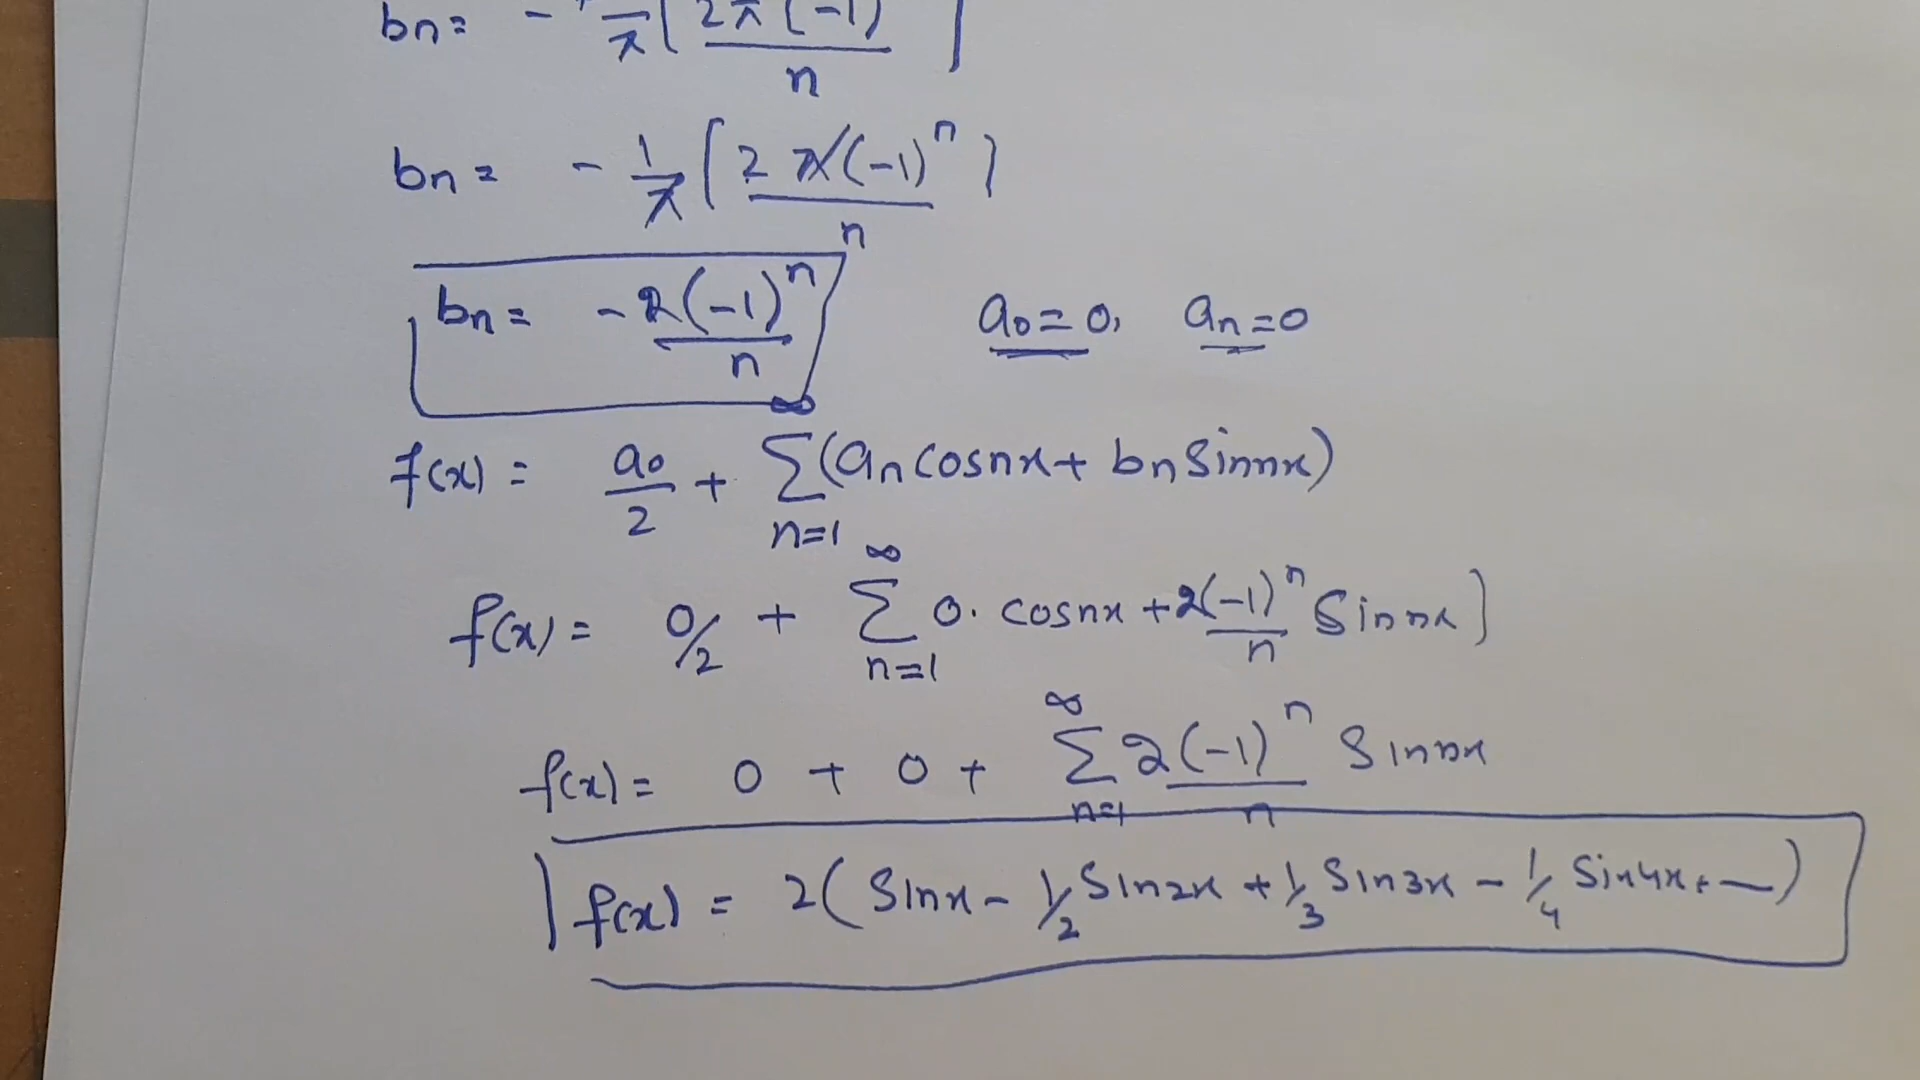 bn = - 1/π [ 2π (-1) / n ]
bn = - 1/π [ 2 π (-1)^n / n ]
bn = - 2(-1)^n / n    a0 = 0,  an = 0
f(x) = a0/2 + ∞ Σ n=1 (an cosnx + bn sinnx)
f(x) = 0/2 + ∞ Σ n=1 0. cosnx + 2(-1)^n / n Sinnx ]
f(x) = 0 + 0 + ∞ Σ n=1 2(-1)^n / n Sinnx
f(x) = 2( Sinx - 1/2 Sin2x + 1/3 Sin3x - 1/4 Sin4x + — )